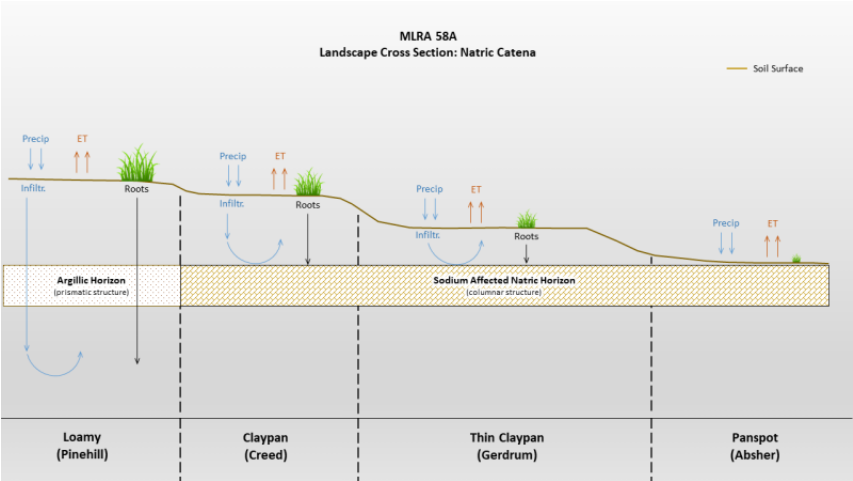 MLRA 58A
Landscape Cross Section: Natric Catena
Soil Surface
Precip
ET
Infiltr.
Roots
Precip
ET
Infiltr.
Roots
Precip
ET
Infiltr.
Roots
Precip
ET
Argillic Horizon
(prismatic structure)
Sodium Affected Natric Horizon
(columnar structure)
Loamy
(Pinehill)
Claypan
(Creed)
Thin Claypan
(Gerdrum)
Panspot
(Absher)